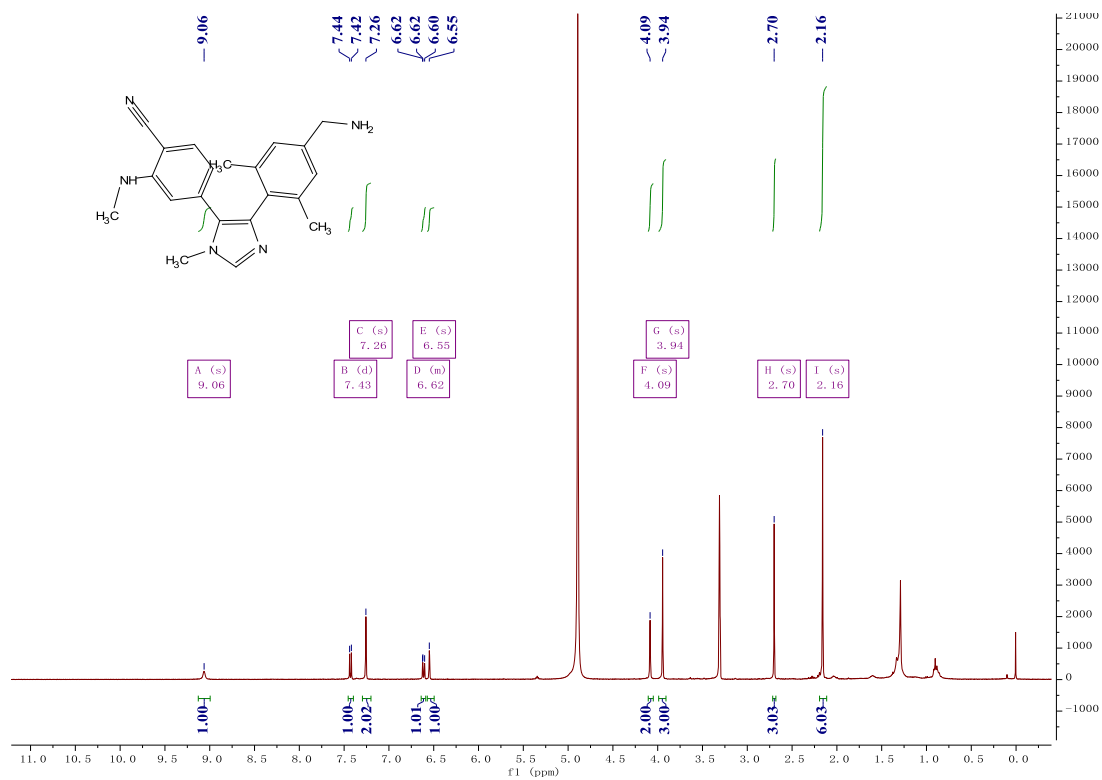 9.06
7.44
7.42
7.26
6.62
6.62
6.60
6.55
4.09
3.94
2.70
2.16
21000
20000
19000
18000
17000
16000
15000
14000
13000
12000
11000
10000
9000
8000
7000
6000
5000
4000
3000
2000
1000
0
-1000
N
NH2
H3C
NH
H3C
CH3
N
N
H3C
C (s)
7.26
E (s)
6.55
G (s)
3.94
A (s)
9.06
B (d)
7.43
D (m)
6.62
F (s)
4.09
H (s)
2.70
I (s)
2.16
1.00
1.00
2.02
1.01
1.00
2.00
3.00
3.03
6.03
11.0 10.5 10.0 9.5 9.0 8.5 8.0 7.5 7.0 6.5 6.0 5.5 5.0 4.5 4.0 3.5 3.0 2.5 2.0 1.5 1.0 0.5 0.0
f1 (ppm)